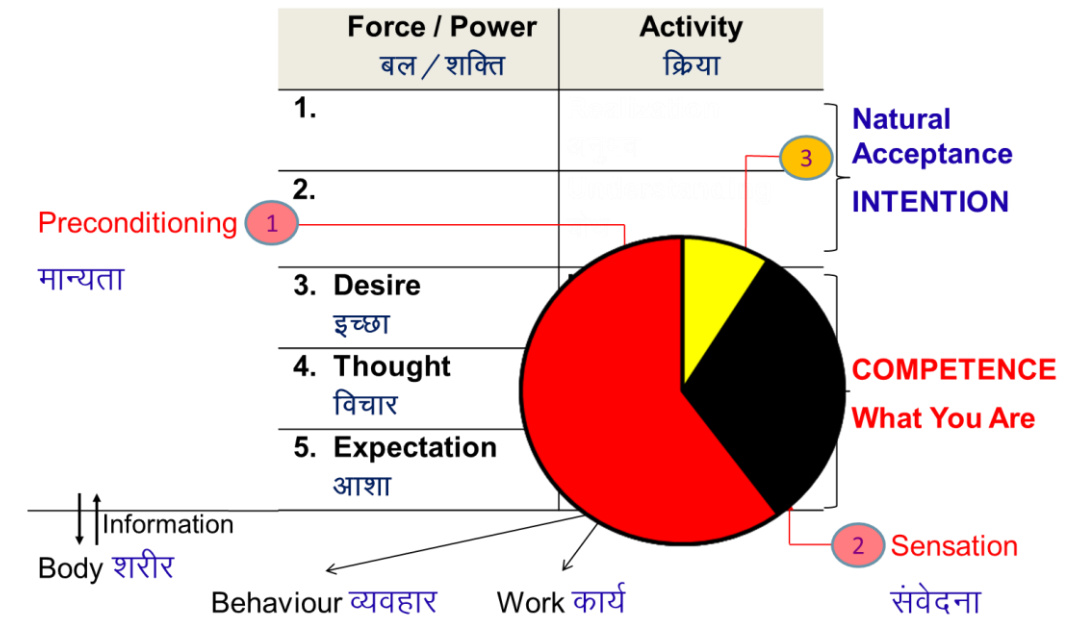 Force / Power
बल / शक्ति
Activity
क्रिया
1.
Natural
Acceptance
INTENTION
3
2.
Preconditioning
1
मान्यता
3. Desire
इच्छा
4. Thought
विचार
COMPETENCE
What You Are
5. Expectation
आशा
Information
Body शरीर
2 Sensation
संवेदना
Behaviour व्यवहार
Work कार्य